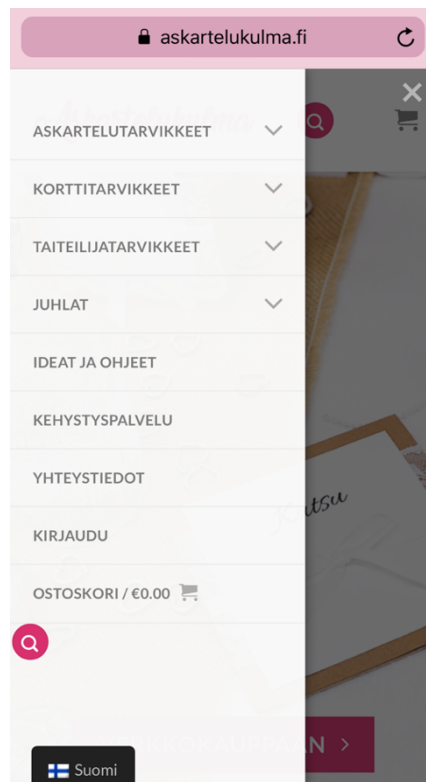 askartelukulma.fi
ASKARTELUTARVIKKEET
KORTTITARVIKKEET
TAITEILIJATARVIKKEET
JUHLAT
IDEAT JA OHJEET
KEHYSTYSPALVELU
YHTEYSTIEDOT
KIRJAUDU
OSTOSKORI / €0.00
Suomi